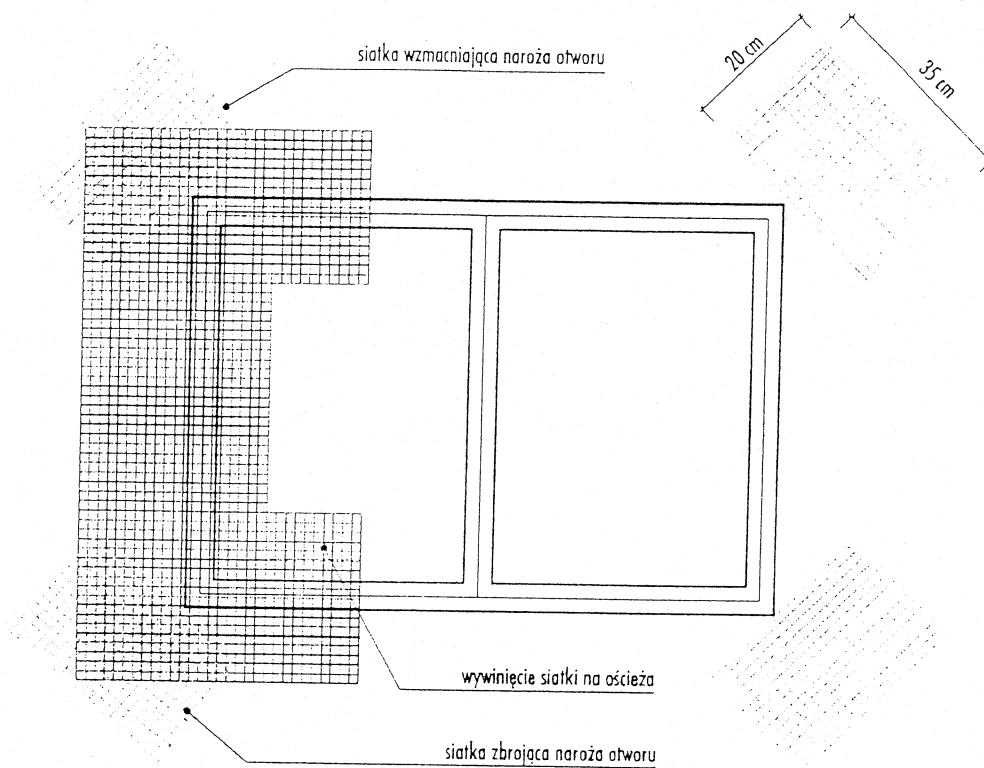 siatka wzmacniająca naroża otworu
20 cm
35 cm
wywinięcie siatki na ościeża
siatka zbrojąca naroża otworu